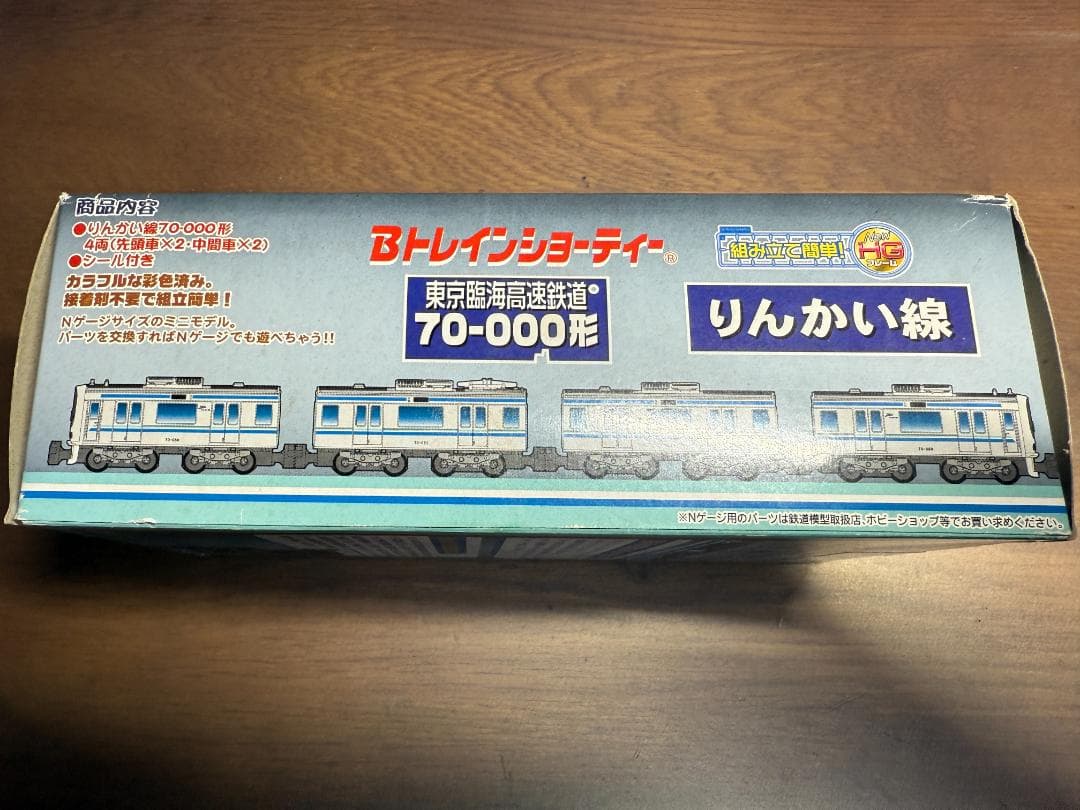 商品内容
●りんかい線70-000形
4両(先頭車×2・中間車×2)
●シール付き
カラフルな彩色済み。
接着剤不要で組立簡単!
Nゲージサイズのミニモデル。
パーツを交換すればNゲージでも遊べちゃう!!
Bトレインショーティー®
組み立て簡単!
New
HG
フレーム
東京臨海高速鉄道
70-000形
りんかい線
※Nゲージ用のパーツは鉄道模型取扱店、ホビーショップ等でお買い求めください。